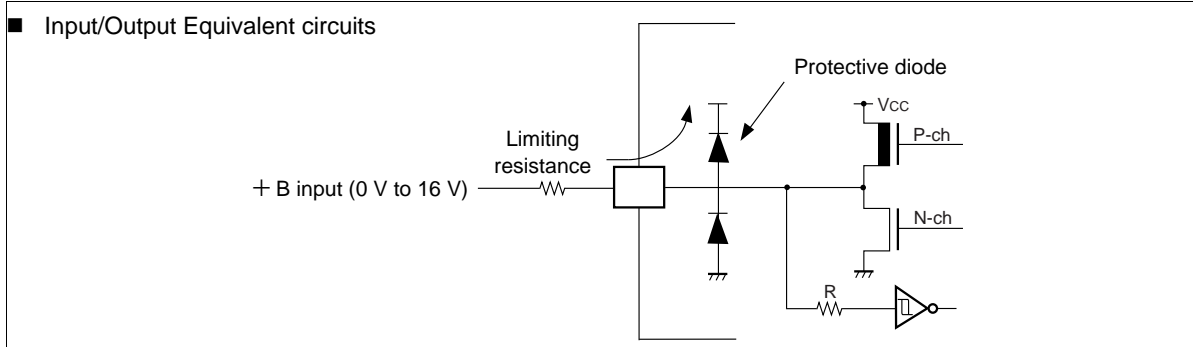 ■ Input/Output Equivalent circuits
Protective diode
VCC
P-ch
Limiting
resistance
+ B input (0 V to 16 V)
N-ch
R